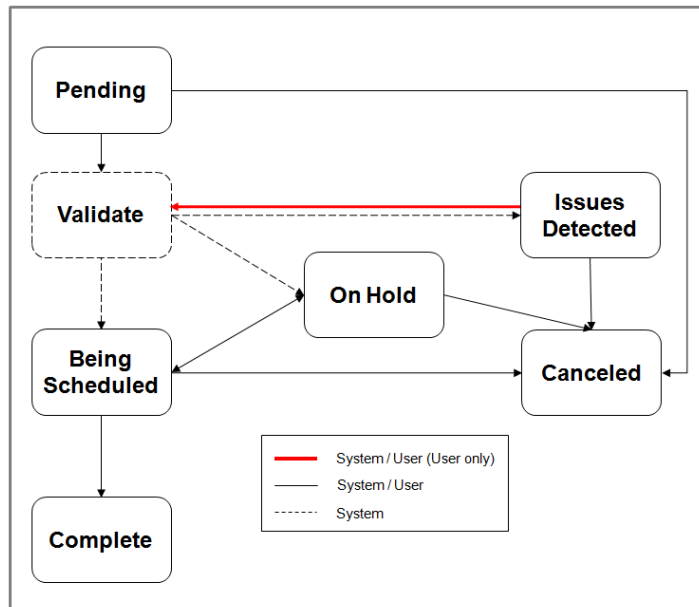 Pending
Validate
Issues
Detected
On Hold
Being
Scheduled
Canceled
System / User (User only)
System / User
System
Complete